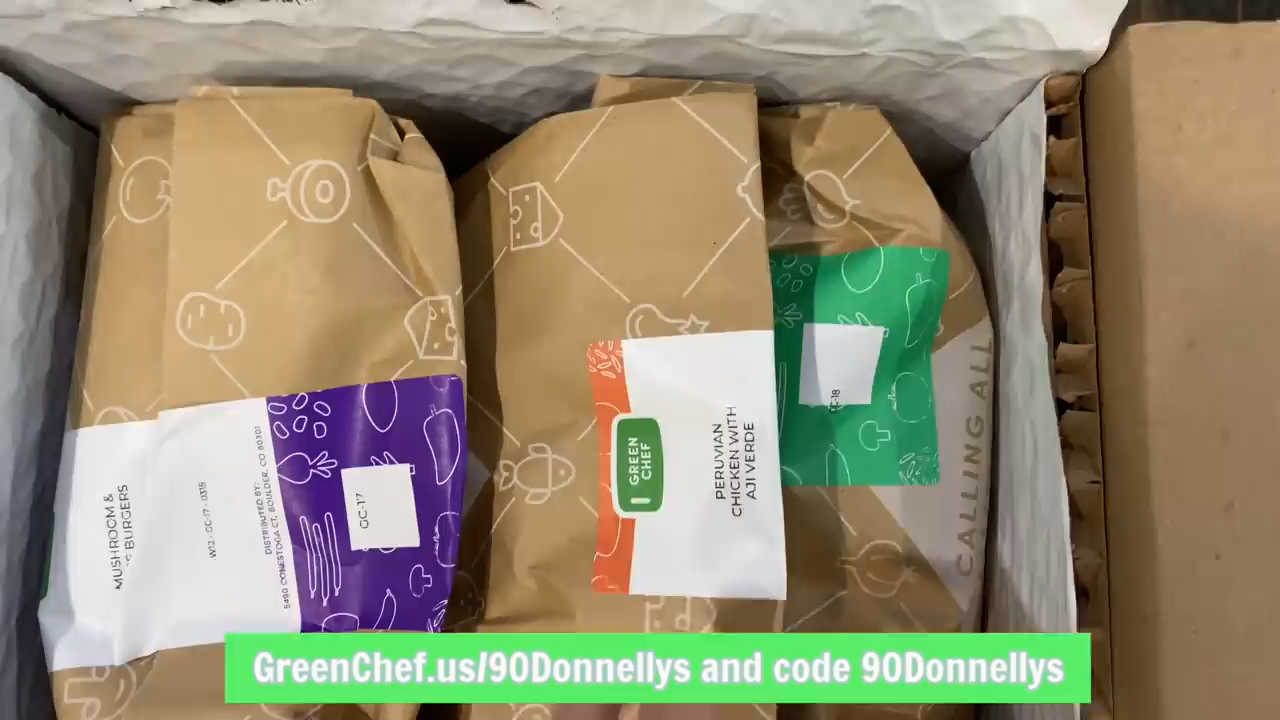 MUSHROOM &
BURGERS
W12 - GC-17 - 0315
DISTRIBUTED BY:
5490 CONESTOGA CT, BOULDER, CO 80301
GC-17
GREEN
CHEF
PERUVIAN
CHICKEN WITH
AJI VERDE
GC-18
CALLING ALL
GreenChef.us/90Donnellys and code 90Donnellys